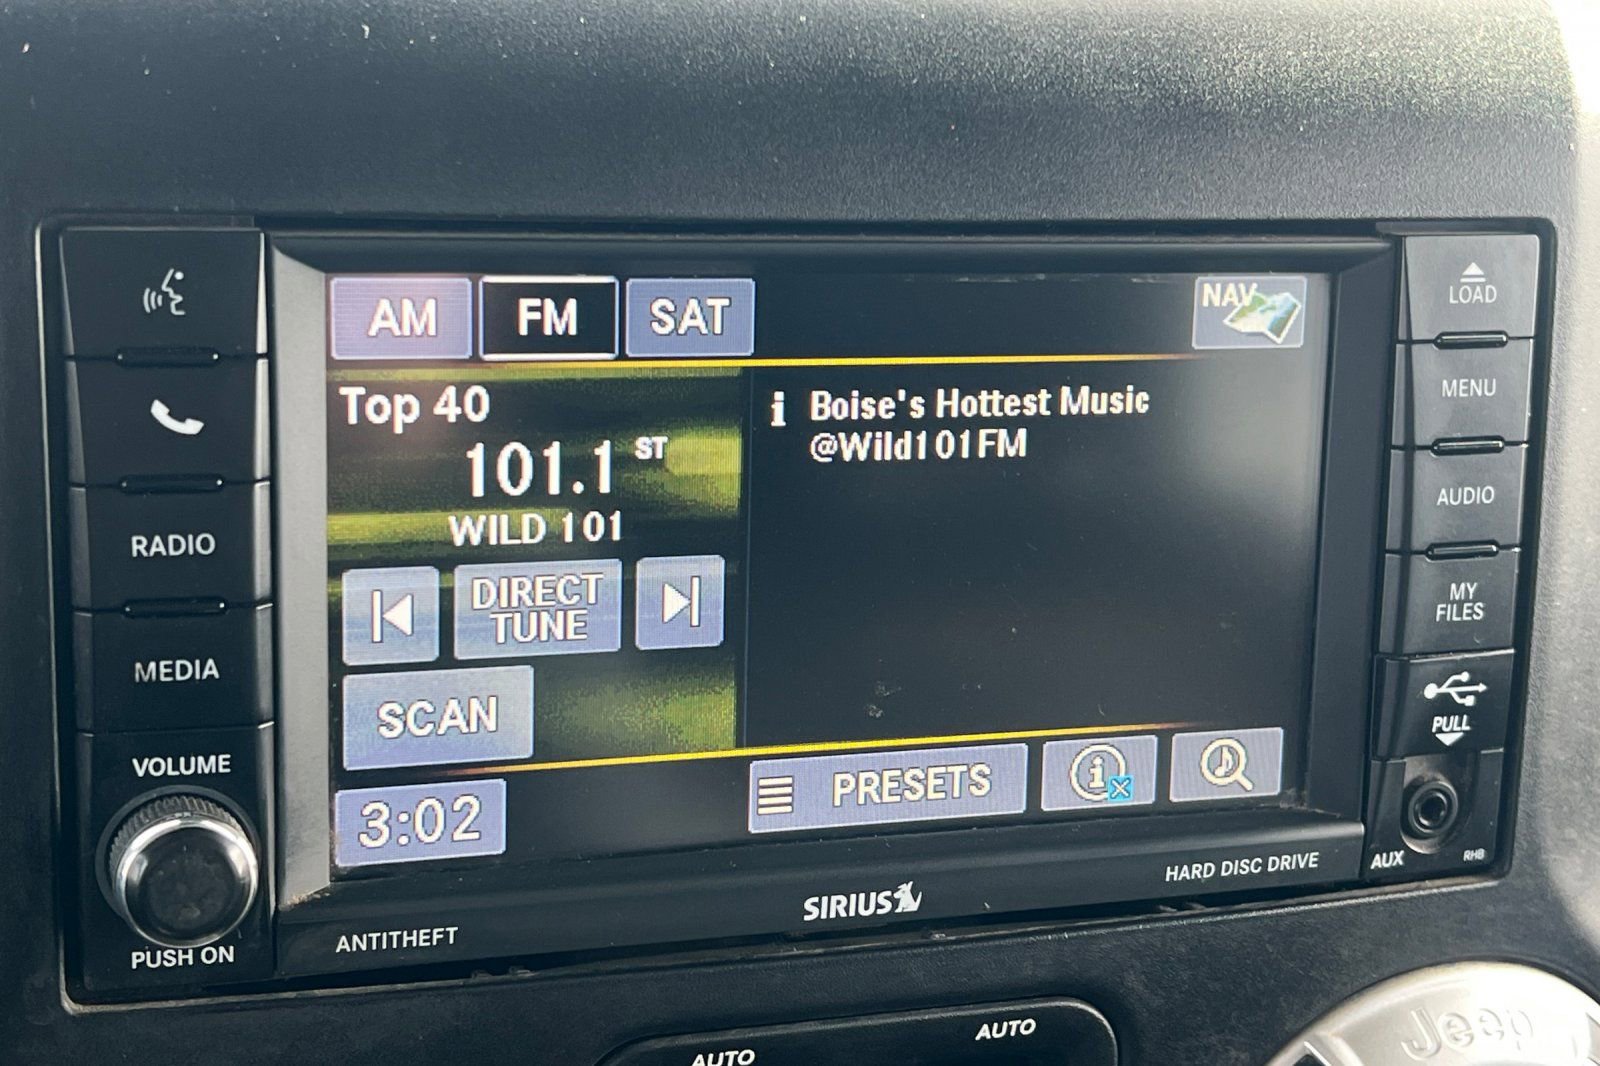 AM FM SAT NAV
Top 40
101.1 ST
WILD 101
i Boise's Hottest Music
@Wild101FM
DIRECT
TUNE
SCAN
3:02
PRESETS
i
RADIO
MEDIA
VOLUME
PUSH ON
ANTITHEFT
SIRIUS
HARD DISC DRIVE
LOAD
MENU
AUDIO
MY
FILES
PULL
AUX
RHB
AUTO
AUTO
Jeep